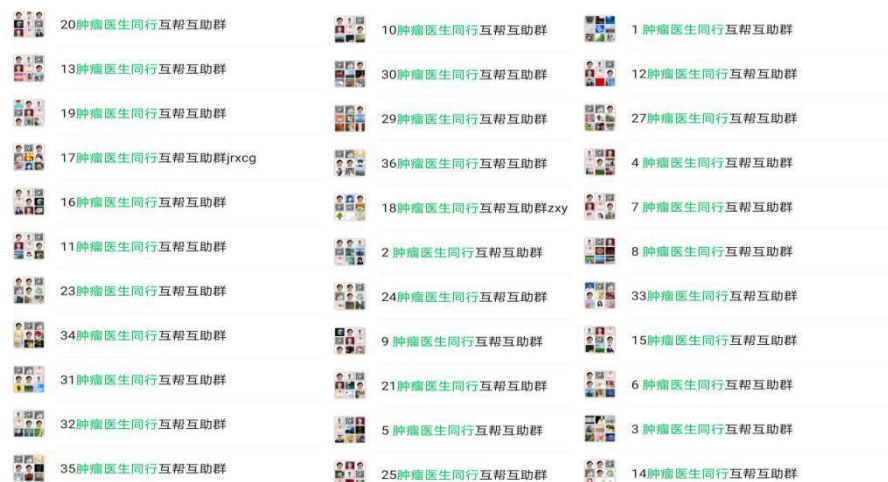 20肿瘤医生同行互帮互助群
13肿瘤医生同行互帮互助群
19肿瘤医生同行互帮互助群
17肿瘤医生同行互帮互助群jrxcg
16肿瘤医生同行互帮互助群
11肿瘤医生同行互帮互助群
23肿瘤医生同行互帮互助群
34肿瘤医生同行互帮互助群
31肿瘤医生同行互帮互助群
32肿瘤医生同行互帮互助群
35肿瘤医生同行互帮互助群
10肿瘤医生同行互帮互助群
30肿瘤医生同行互帮互助群
29肿瘤医生同行互帮互助群
36肿瘤医生同行互帮互助群
18肿瘤医生同行互帮互助群zxy
2 肿瘤医生同行互帮互助群
24肿瘤医生同行互帮互助群
9 肿瘤医生同行互帮互助群
21肿瘤医生同行互帮互助群
5 肿瘤医生同行互帮互助群
25肿瘤医生同行互帮互助群
1 肿瘤医生同行互帮互助群
12肿瘤医生同行互帮互助群
27肿瘤医生同行互帮互助群
4 肿瘤医生同行互帮互助群
7 肿瘤医生同行互帮互助群
8 肿瘤医生同行互帮互助群
33肿瘤医生同行互帮互助群
15肿瘤医生同行互帮互助群
6 肿瘤医生同行互帮互助群
3 肿瘤医生同行互帮互助群
14肿瘤医生同行互帮互助群